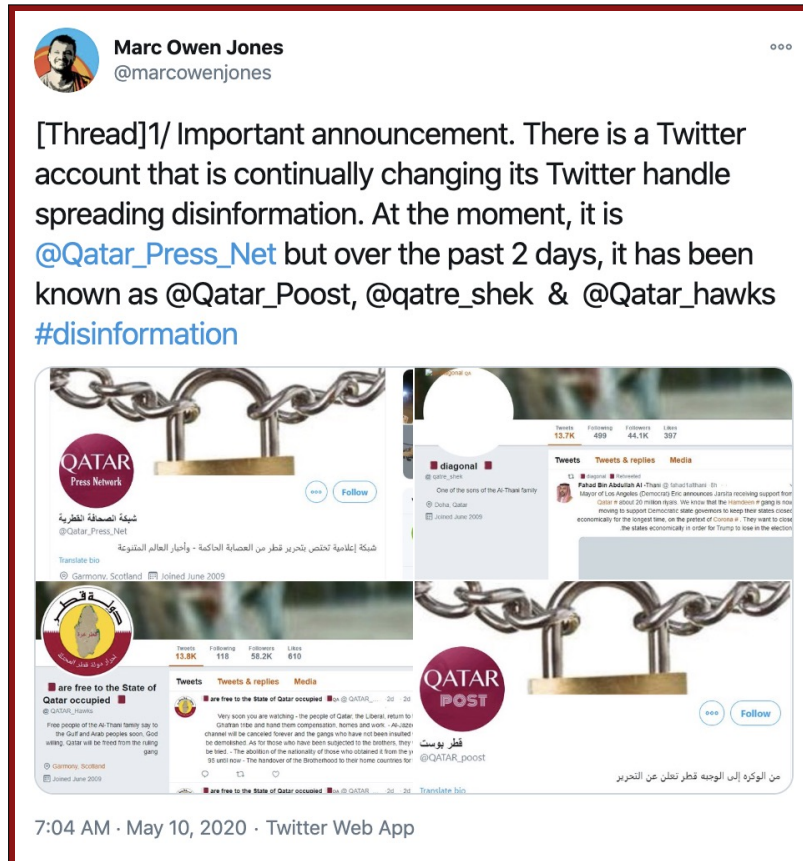 Marc Owen Jones
@marcowenjones
[Thread]1/ Important announcement. There is a Twitter
account that is continually changing its Twitter handle
spreading disinformation. At the moment, it is
@Qatar_Press_Net but over the past 2 days, it has been
known as @Qatar_Poost, @qatre_shek & @Qatar_hawks
#disinformation
QATAR
Press Network
Follow
شبكة الصحافة القطرية
@Qatar_Press_Net
شبكة إعلامية تختص بتحرير قطر من العصابة الحاكمة - وأخبار العالم المتنوعة
Translate bio
Garmony, Scotland Joined June 2009
Tweets Following Followers Likes
13.7K 499 44.1K 397
diagonal
@qatre_shek
One of the sons of the Al-Thani family
Doha, Qatar
Joined June 2009
Tweets Tweets & replies Media
diagonal Retweeted
Fahad Bin Abdullah Al -Thani @fahad1althani · 8h
Mayor of Los Angeles (Democrat) Eric announces Jarsita receiving support from
Qatar # about 20 million riyals. We know that the Hamdeen # gang is now
moving to support Democratic state governors to keep their states closed
economically for the longest time, on the pretext of Corona # . They want to close
.the states economically in order for Trump to lose in the election
دولة قطر
قطر حرة
Tweets Following Followers Likes
13.8K 118 58.2K 610
are free to the State of
Qatar occupied
@QATAR_Hawks
Free people of the Al-Thani family say to
the Gulf and Arab peoples soon, God
willing, Qatar will be freed from the ruling
gang
Garmony, Scotland
Joined June 2009
Tweets Tweets & replies Media
are free to the State of Qatar occupied @QATAR_... · 2d
Very soon you are watching - the people of Qatar, the Liberal, return to
Ghafran tribe and hand them compensation, homes and work. - Al-Jazee
channel will be canceled forever and the gangs who have not been insulted
be demolished. As for those who have been subjected to the brothers, they
be tried. - The abolition of the nationality of those who obtained it from the y
95 until now - The handover of the Brotherhood to their home countries for
are free to the State of Qatar occupied @QATAR 2d
QATAR
POST
Follow
قطر بوست
@QATAR_poost
من الوكره إلى الوجبه قطر تعلن عن التحرير
Translate bio
7:04 AM · May 10, 2020 · Twitter Web App